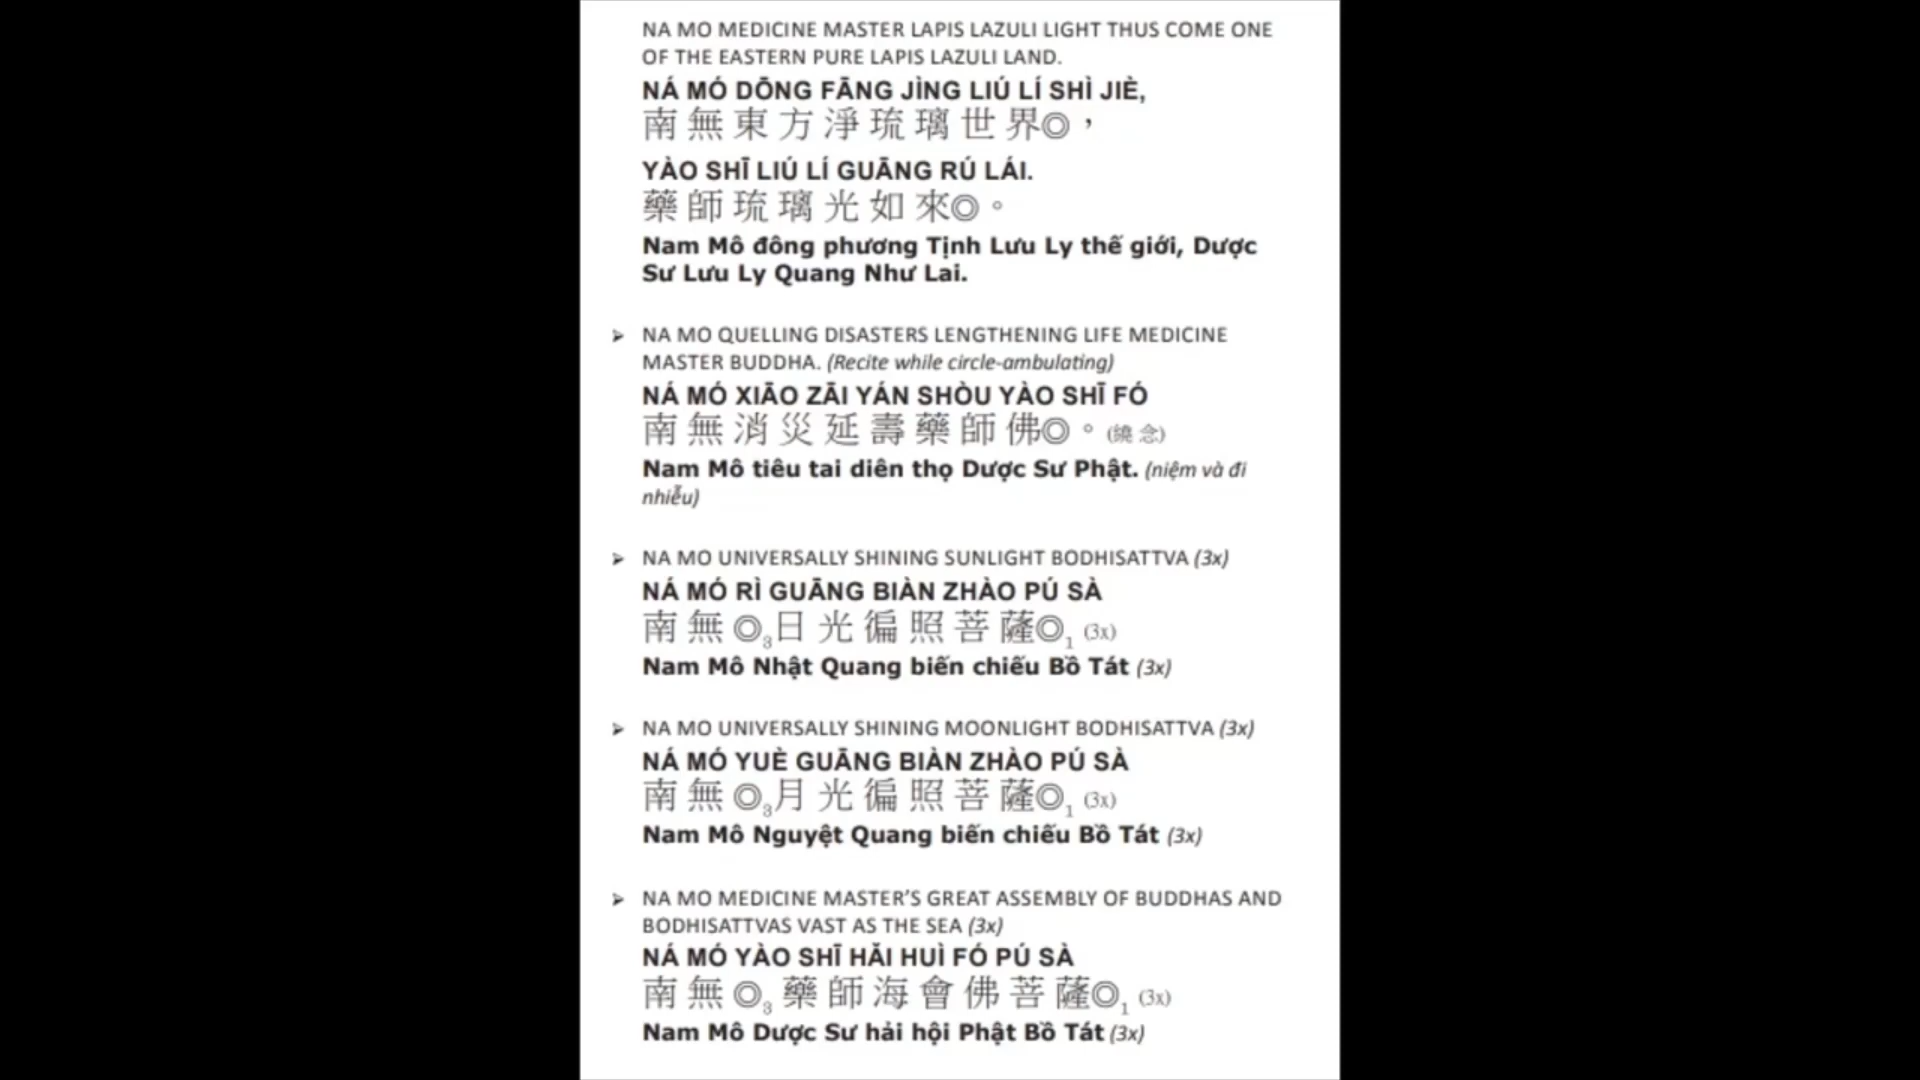 NA MO MEDICINE MASTER LAPIS LAZULI LIGHT THUS COME ONE
OF THE EASTERN PURE LAPIS LAZULI LAND.
NÁ MÓ DŌNG FĀNG JÌNG LIÚ LÍ SHÌ JIÈ,
南無東方淨琉璃世界◎，
YÀO SHĪ LIÚ LÍ GUĀNG RÚ LÁI.
藥師琉璃光如來◎。
Nam Mô đông phương Tịnh Lưu Ly thế giới, Dược
Sư Lưu Ly Quang Như Lai.
➢ NA MO QUELLING DISASTERS LENGTHENING LIFE MEDICINE
MASTER BUDDHA. (Recite while circle-ambulating)
NÁ MÓ XIĀO ZĀI YÁN SHÒU YÀO SHĪ FÓ
南無消災延壽藥師佛◎。(繞念)
Nam Mô tiêu tai diên thọ Dược Sư Phật. (niệm và đi
nhiễu)
➢ NA MO UNIVERSALLY SHINING SUNLIGHT BODHISATTVA (3x)
NÁ MÓ RÌ GUĀNG BIÀN ZHÀO PÚ SÀ
南無◎3日光徧照菩薩◎1 (3x)
Nam Mô Nhật Quang biến chiếu Bồ Tát (3x)
➢ NA MO UNIVERSALLY SHINING MOONLIGHT BODHISATTVA (3x)
NÁ MÓ YUÈ GUĀNG BIÀN ZHÀO PÚ SÀ
南無◎3月光徧照菩薩◎1 (3x)
Nam Mô Nguyệt Quang biến chiếu Bồ Tát (3x)
➢ NA MO MEDICINE MASTER’S GREAT ASSEMBLY OF BUDDHAS AND
BODHISATTVAS VAST AS THE SEA (3x)
NÁ MÓ YÀO SHĪ HǍI HUÌ FÓ PÚ SÀ
南無◎3藥師海會佛菩薩◎1 (3x)
Nam Mô Dược Sư hải hội Phật Bồ Tát (3x)